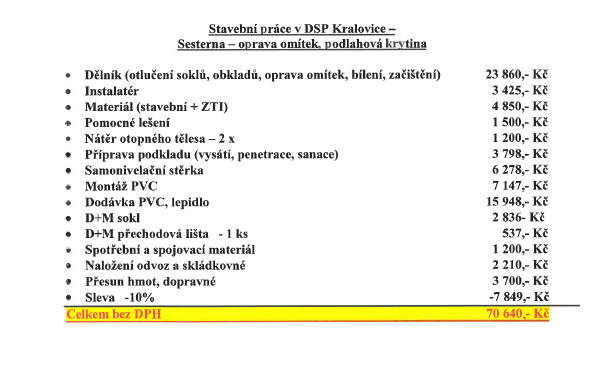 Stavební práce v DSP Kralovice –
Sesterna – oprava omítek, podlahová krytina
• Dělník (otlučení soklů, obkladů, oprava omítek, bílení, začištění) 23 860,- Kč
• Instalatér 3 425,- Kč
• Materiál (stavební + ZTI) 4 850,- Kč
• Pomocné lešení 1 500,- Kč
• Nátěr otopného tělesa – 2 x 1 200,- Kč
• Příprava podkladu (vysátí, penetrace, sanace) 3 798,- Kč
• Samonivelační stěrka 6 278,- Kč
• Montáž PVC 7 147,- Kč
• Dodávka PVC, lepidlo 15 948,- Kč
• D+M sokl 2 836- Kč
• D+M přechodová lišta - 1 ks 537,- Kč
• Spotřební a spojovací materiál 1 200,- Kč
• Naložení odvoz a skládkovné 2 210,- Kč
• Přesun hmot, dopravné 3 700,- Kč
• Sleva -10% -7 849,- Kč
Celkem bez DPH 70 640,- Kč